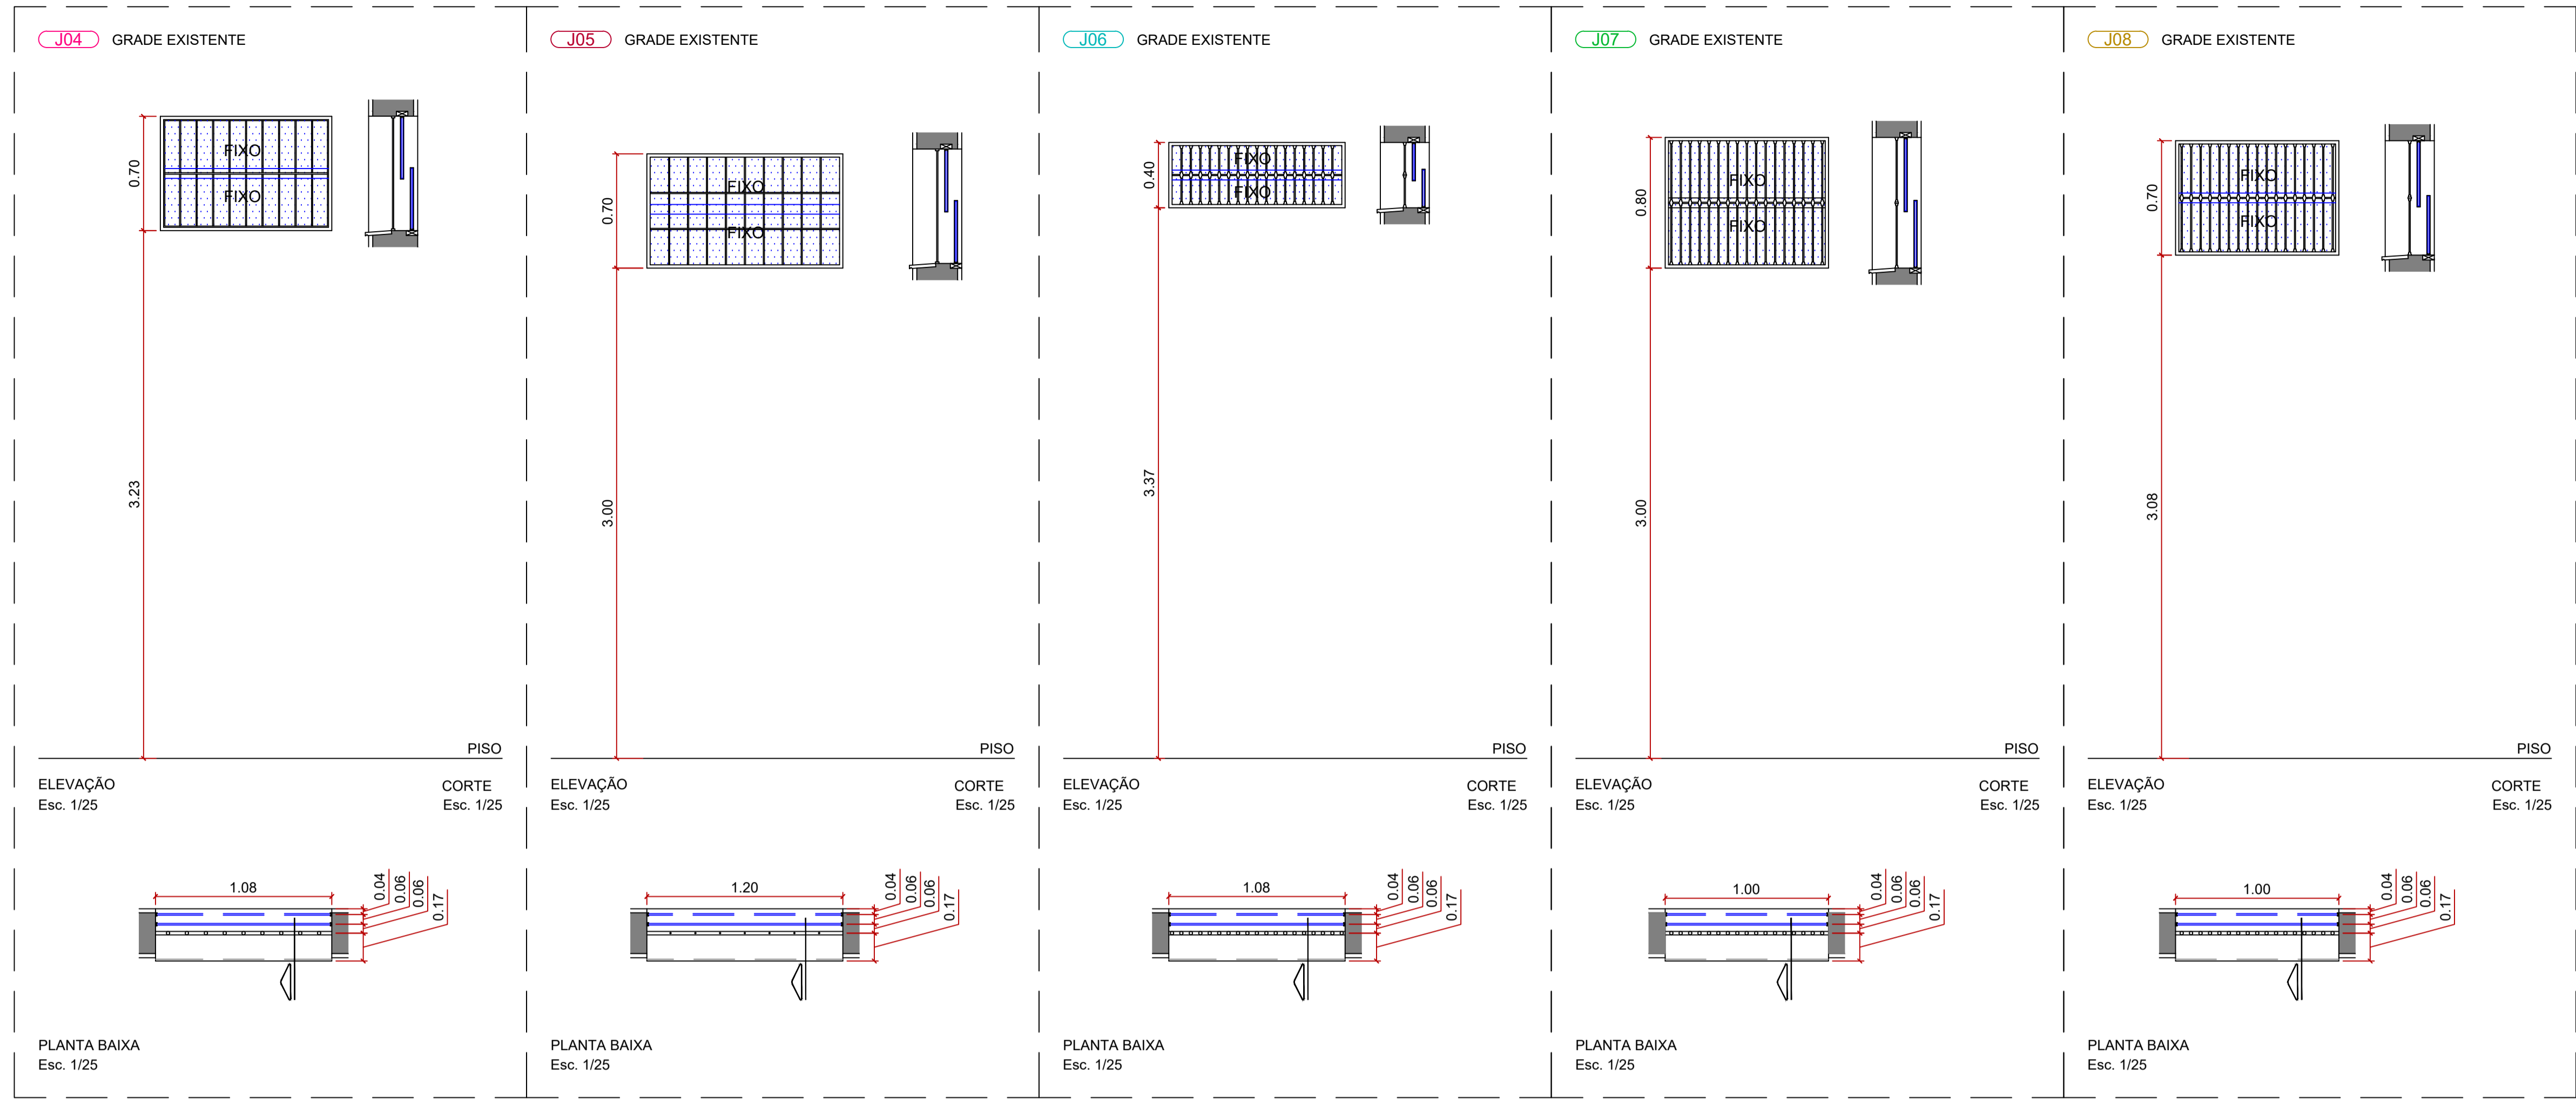 J04 GRADE EXISTENTE
0.70
FIXO
FIXO
3.23
PISO
ELEVAÇÃO
Esc. 1/25
CORTE
Esc. 1/25
1.08
0.04
0.06
0.06
0.17
PLANTA BAIXA
Esc. 1/25
J05 GRADE EXISTENTE
0.70
FIXO
FIXO
3.00
PISO
ELEVAÇÃO
Esc. 1/25
CORTE
Esc. 1/25
1.20
0.04
0.06
0.06
0.17
PLANTA BAIXA
Esc. 1/25
J06 GRADE EXISTENTE
0.40
FIXO
FIXO
3.37
PISO
ELEVAÇÃO
Esc. 1/25
CORTE
Esc. 1/25
1.08
0.04
0.06
0.06
0.17
PLANTA BAIXA
Esc. 1/25
J07 GRADE EXISTENTE
0.80
FIXO
FIXO
3.00
PISO
ELEVAÇÃO
Esc. 1/25
CORTE
Esc. 1/25
1.00
0.04
0.06
0.06
0.17
PLANTA BAIXA
Esc. 1/25
J08 GRADE EXISTENTE
0.70
FIXO
FIXO
3.08
PISO
ELEVAÇÃO
Esc. 1/25
CORTE
Esc. 1/25
1.00
0.04
0.06
0.06
0.17
PLANTA BAIXA
Esc. 1/25